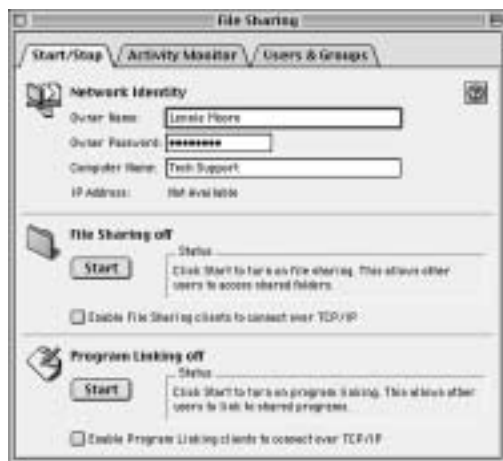 File Sharing
Start/Stop
Activity Monitor
Users & Groups
Network Identity
Owner Name:
Lonnie Moore
Owner Password:
••••••••
Computer Name:
Tech Support
IP Address:
Not Available
File Sharing off
Status
Start
Click Start to turn on file sharing. This allows other
users to access shared folders.
Enable File Sharing clients to connect over TCP/IP
Program Linking off
Status
Start
Click Start to turn on program linking. This allows other
users to link to shared programs.
Enable Program Linking clients to connect over TCP/IP